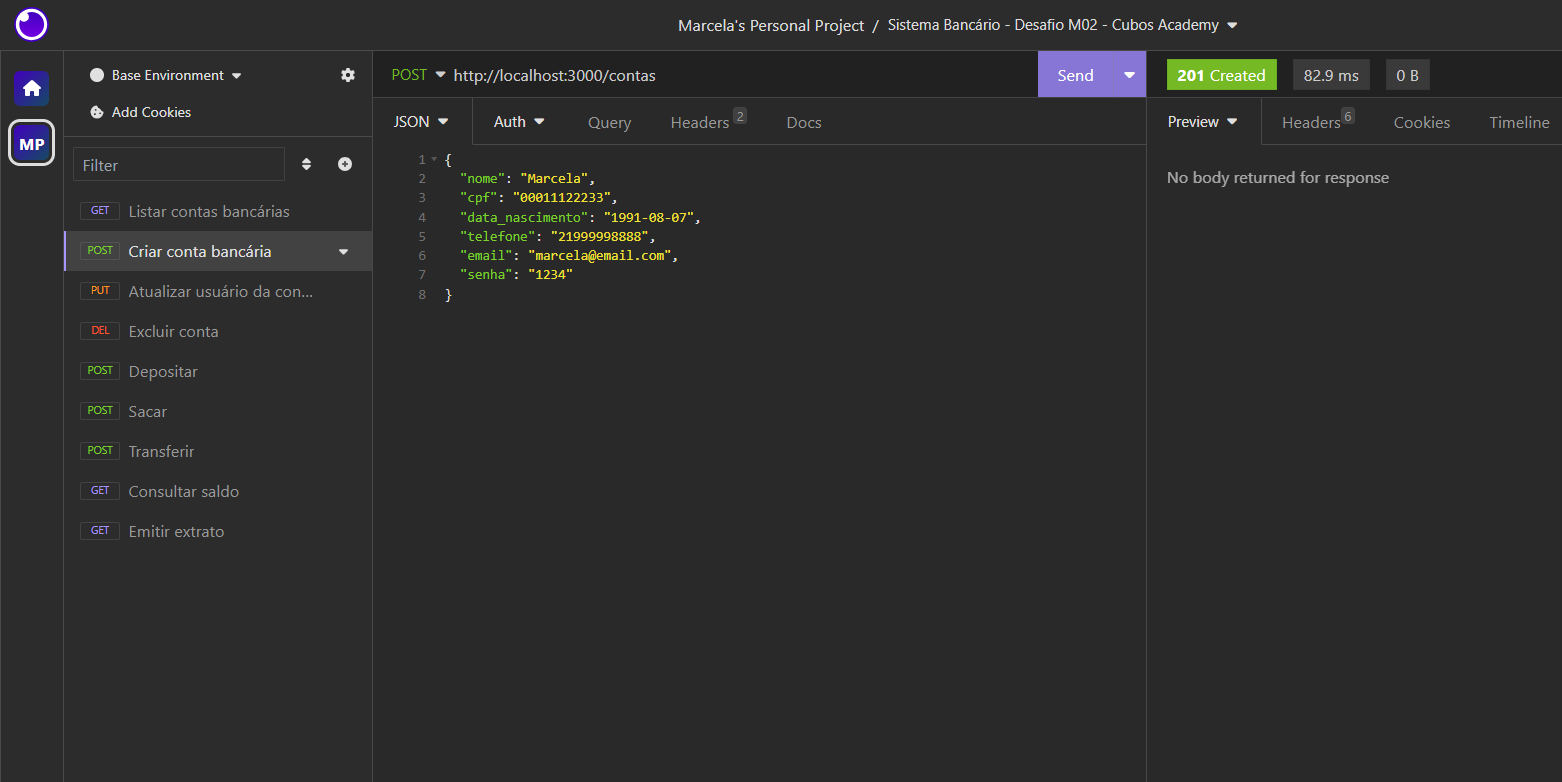 Marcela's Personal Project / Sistema Bancário - Desafio M02 - Cubos Academy
MP
Base Environment
Add Cookies
Filter
GET Listar contas bancárias
POST Criar conta bancária
PUT Atualizar usuário da con...
DEL Excluir conta
POST Depositar
POST Sacar
POST Transferir
GET Consultar saldo
GET Emitir extrato
POST http://localhost:3000/contas Send
JSON Auth Query Headers 2 Docs
1 {
2 "nome": "Marcela",
3 "cpf": "00011122233",
4 "data_nascimento": "1991-08-07",
5 "telefone": "21999998888",
6 "email": "marcela@email.com",
7 "senha": "1234"
8 }
201 Created 82.9 ms 0 B
Preview Headers 6 Cookies Timeline
No body returned for response